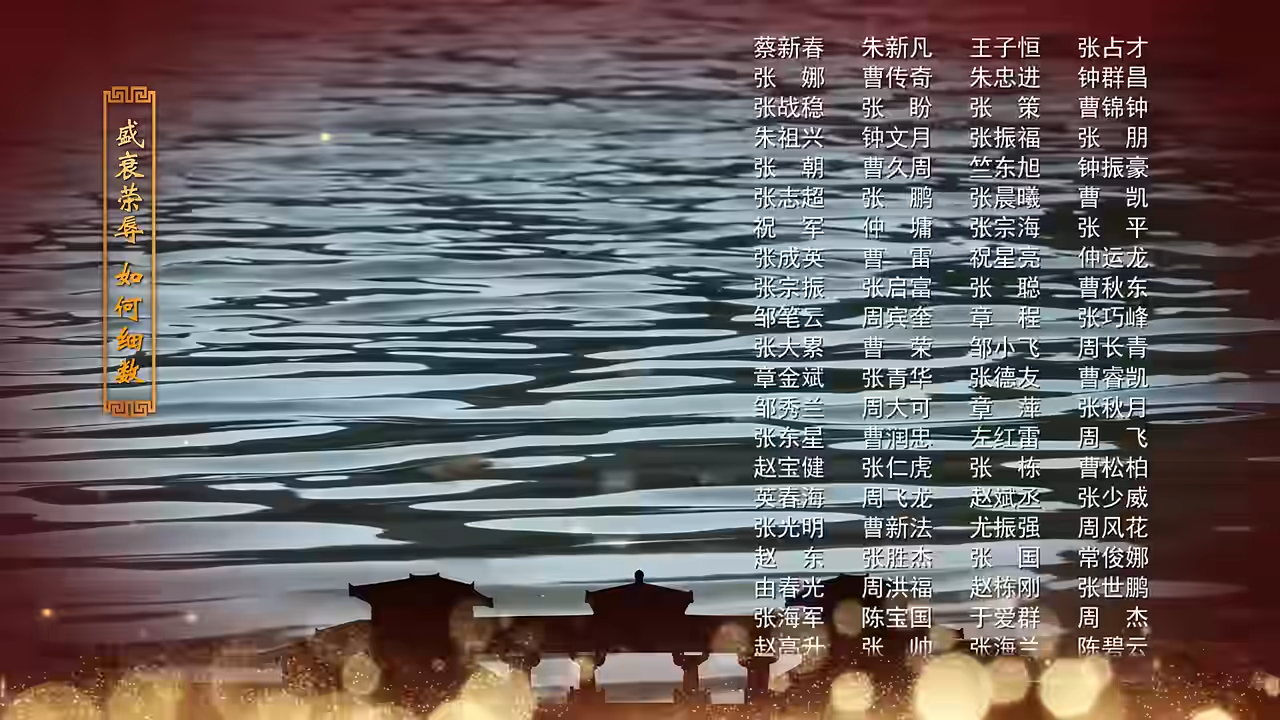 盛衰荣辱 如何细数
蔡新春 朱新凡 王子恒 张占才
张 娜 曹传奇 朱忠进 钟群昌
张战稳 张 盼 张 策 曹锦钟
朱祖兴 钟文月 张振福 张 朋
张 朝 曹久周 竺东旭 钟振豪
张志超 张 鹏 张晨曦 曹 凯
祝 军 仲 墉 张宗海 张 平
张成英 曹 雷 祝星亮 仲运龙
张宗振 张启富 张 聪 曹秋东
邹笔云 周宾奎 章 程 张巧峰
张大累 曹 荣 邹小飞 周长青
章金斌 张青华 张德友 曹睿凯
邹秀兰 周大可 章 萍 张秋月
张东星 曹润忠 左红雷 周 飞
赵宝健 张仁虎 张 栋 曹松柏
英春海 周飞龙 赵斌丞 张少威
张光明 曹新法 尤振强 周风花
赵 东 张胜杰 张 国 常俊娜
由春光 周洪福 赵栋刚 张世鹏
张海军 陈宝国 于爱群 周 杰
赵高升 张 帅 张海兰 陈碧云